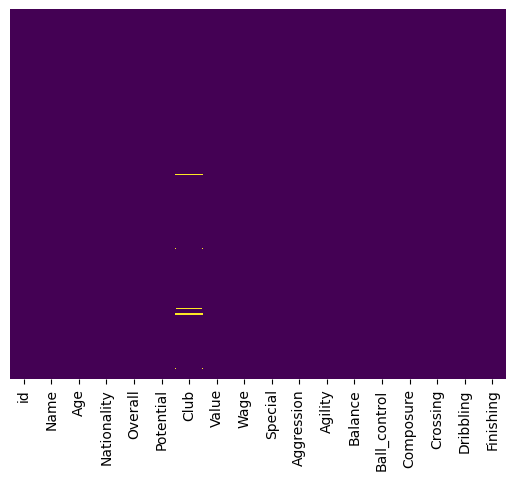 id
Name
Age
Nationality
Overall
Potential
Club
Value
Wage
Special
Aggression
Agility
Balance
Ball_control
Composure
Crossing
Dribbling
Finishing